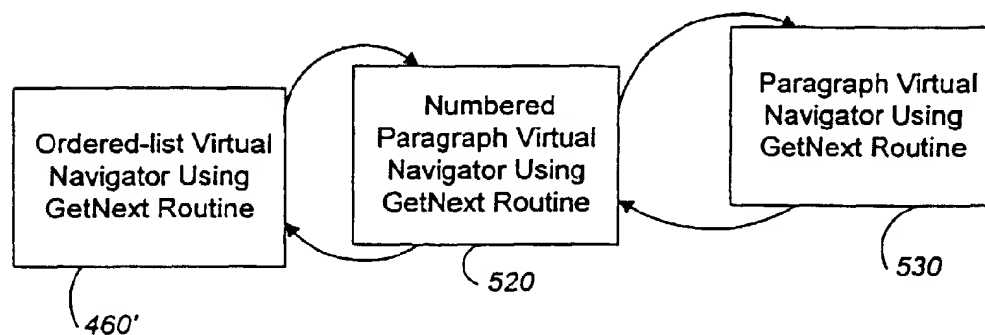 Ordered-list Virtual
Navigator Using
GetNext Routine
460'
Numbered
Paragraph Virtual
Navigator Using
GetNext Routine
520
Paragraph Virtual
Navigator Using
GetNext Routine
530